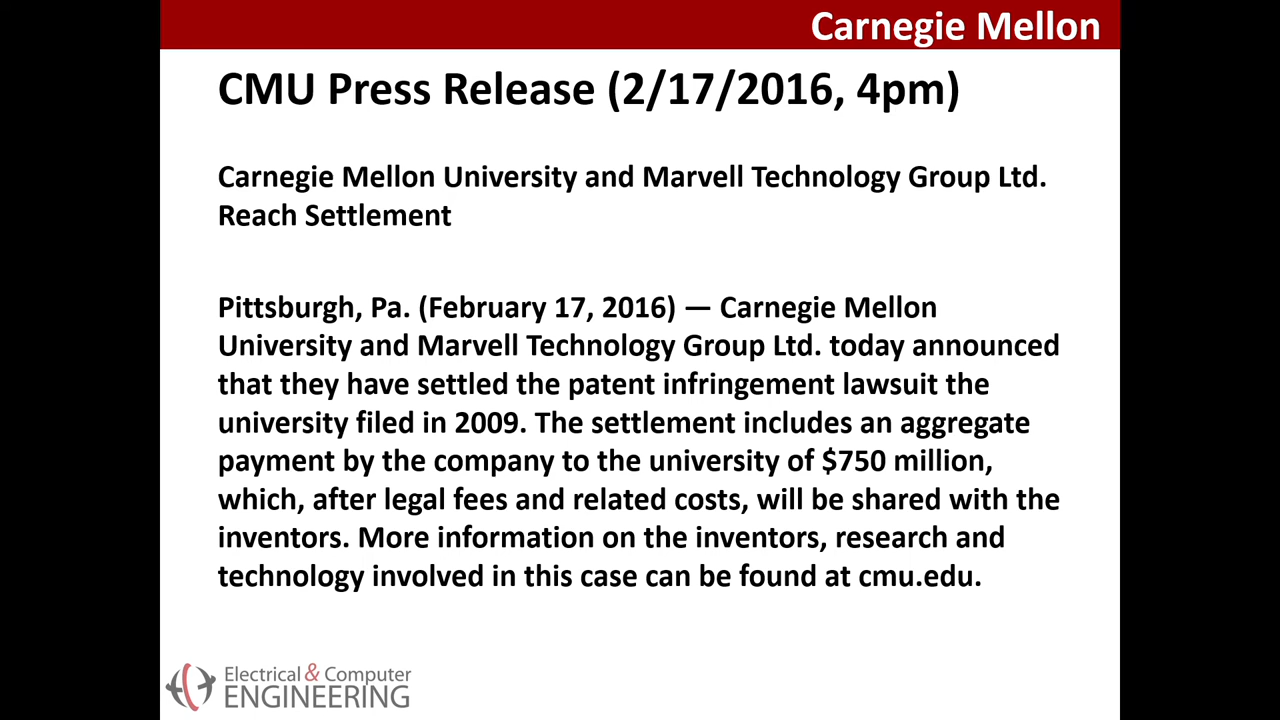 Carnegie Mellon
CMU Press Release (2/17/2016, 4pm)
Carnegie Mellon University and Marvell Technology Group Ltd.
Reach Settlement
Pittsburgh, Pa. (February 17, 2016) — Carnegie Mellon
University and Marvell Technology Group Ltd. today announced
that they have settled the patent infringement lawsuit the
university filed in 2009. The settlement includes an aggregate
payment by the company to the university of $750 million,
which, after legal fees and related costs, will be shared with the
inventors. More information on the inventors, research and
technology involved in this case can be found at cmu.edu.
Electrical & Computer
ENGINEERING